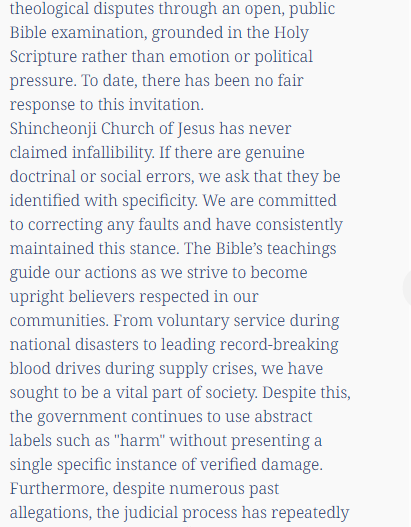 theological disputes through an open, public
Bible examination, grounded in the Holy
Scripture rather than emotion or political
pressure. To date, there has been no fair
response to this invitation.
Shincheonji Church of Jesus has never
claimed infallibility. If there are genuine
doctrinal or social errors, we ask that they be
identified with specificity. We are committed
to correcting any faults and have consistently
maintained this stance. The Bible’s teachings
guide our actions as we strive to become
upright believers respected in our
communities. From voluntary service during
national disasters to leading record-breaking
blood drives during supply crises, we have
sought to be a vital part of society. Despite this,
the government continues to use abstract
labels such as "harm" without presenting a
single specific instance of verified damage.
Furthermore, despite numerous past
allegations, the judicial process has repeatedly